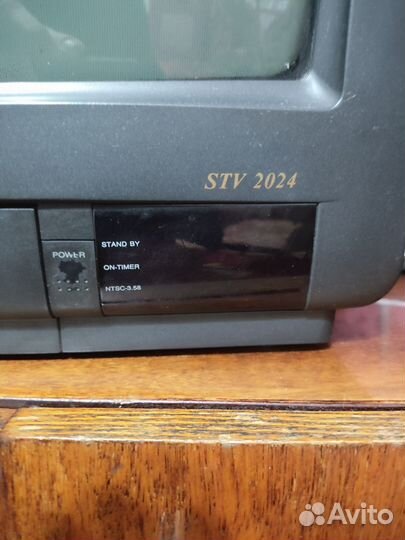 STV 2024
STAND BY
POWER
ON-TIMER
NTSC-3.58
Avito